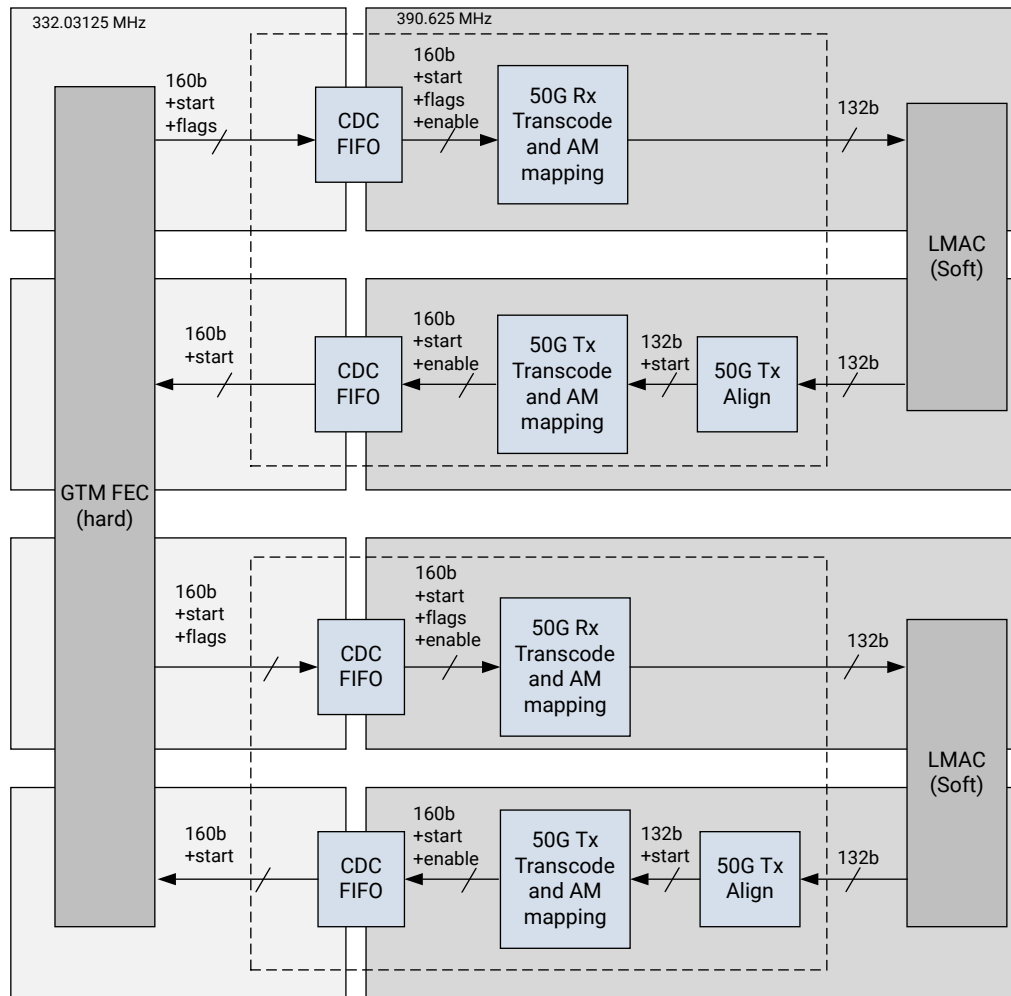 332.03125 MHz
390.625 MHz
160b
+start
+flags
CDC
FIFO
160b
+start
+flags
+enable
50G Rx
Transcode
and AM
mapping
132b
LMAC
(Soft)
160b
+start
CDC
FIFO
160b
+start
+enable
50G Tx
Transcode
and AM
mapping
132b
+start
50G Tx
Align
132b
GTM FEC
(hard)
160b
+start
+flags
CDC
FIFO
160b
+start
+flags
+enable
50G Rx
Transcode
and AM
mapping
132b
LMAC
(Soft)
160b
+start
CDC
FIFO
160b
+start
+enable
50G Tx
Transcode
and AM
mapping
132b
+start
50G Tx
Align
132b